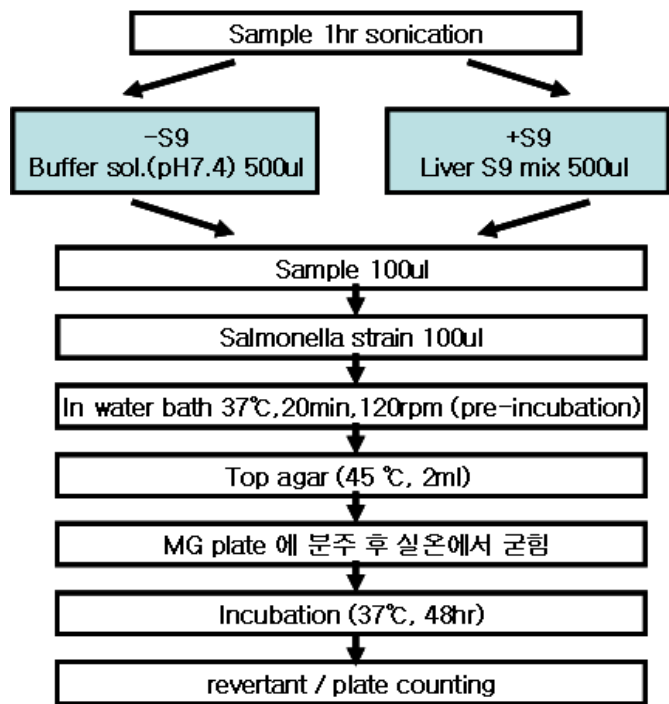 Sample 1hr sonication
-S9
Buffer sol.(pH7.4) 500ul
+S9
Liver S9 mix 500ul
Sample 100ul
Salmonella strain 100ul
In water bath 37℃,20min,120rpm (pre-incubation)
Top agar (45 ℃, 2ml)
MG plate 에 분주 후 실온에서 굳힘
Incubation (37℃, 48hr)
revertant / plate counting